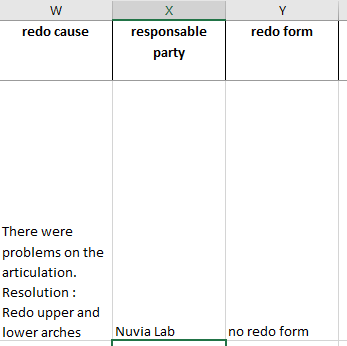 W X Y
redo cause responsable redo form
party
There were
problems on the
articulation.
Resolution :
Redo upper and
lower arches Nuvia Lab no redo form